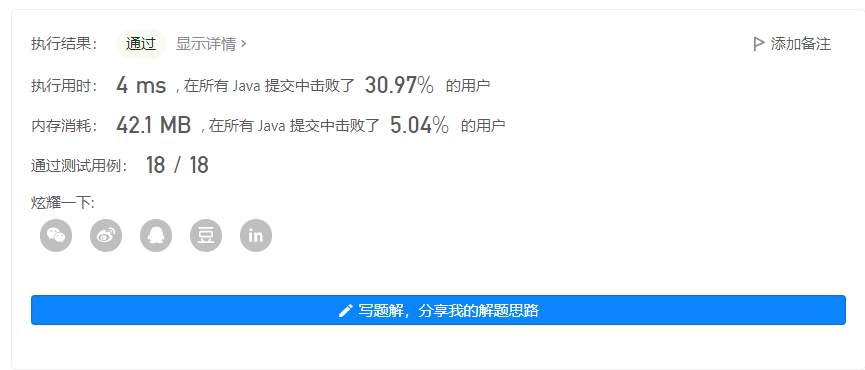 执行结果： 通过 显示详情 › 添加备注
执行用时： 4 ms , 在所有 Java 提交中击败了 30.97% 的用户
内存消耗： 42.1 MB , 在所有 Java 提交中击败了 5.04% 的用户
通过测试用例： 18 / 18
炫耀一下:
豆 in
写题解，分享我的解题思路